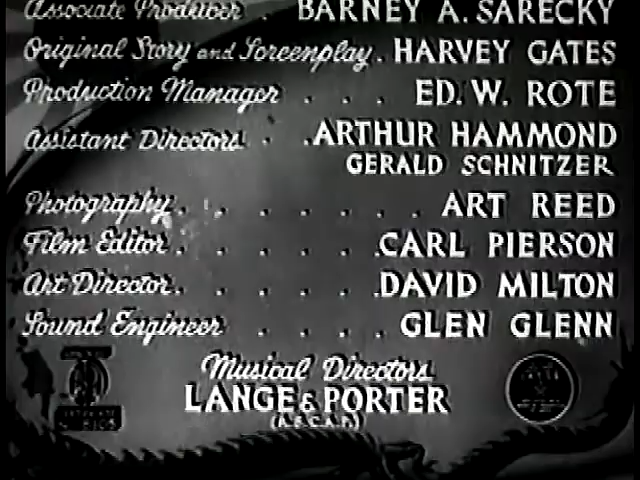 Associate Producer . BARNEY A. SARECKY
Original Story and Screenplay . HARVEY GATES
Production Manager . . . ED. W. ROTE
Assistant Directors . . ARTHUR HAMMOND
GERALD SCHNITZER
Photography . . . . . . . ART REED
Film Editor . . . . . . CARL PIERSON
Art Director . . . . . . DAVID MILTON
Sound Engineer . . . . GLEN GLENN
Musical Directors
LANGE & PORTER
(A.S.C.A.P.)